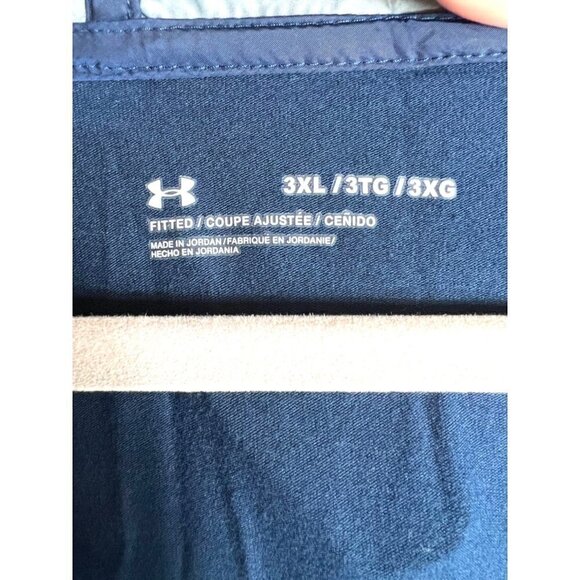 3XL / 3TG / 3XG
FITTED / COUPE AJUSTÉE / CEÑIDO
MADE IN JORDAN / FABRIQUÉ EN JORDANIE /
HECHO EN JORDANIA